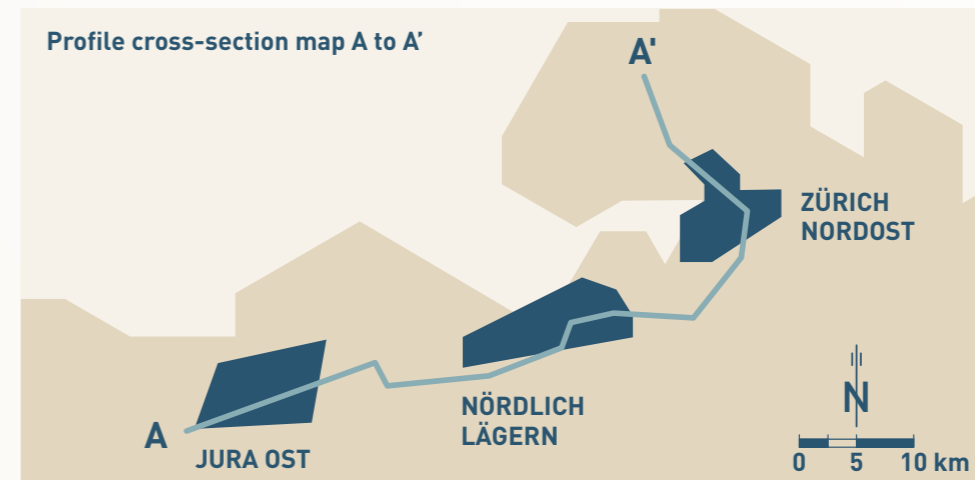 Profile cross-section map A to A'
A'
ZÜRICH
NORDOST
NÖRDLICH
LÄGERN
A
JURA OST
N
0 5 10 km